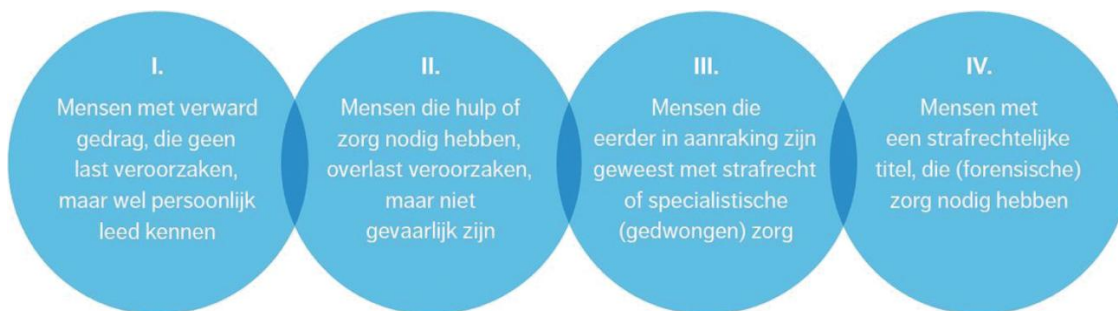 I.
Mensen met verward
gedrag, die geen
last veroorzaken,
maar wel persoonlijk
leed kennen
II.
Mensen die hulp of
zorg nodig hebben,
overlast veroorzaken,
maar niet
gevaarlijk zijn
III.
Mensen die
eerder in aanraking zijn
geweest met strafrecht
of specialistische
(gedwongen) zorg
IV.
Mensen met
een strafrechtelijke
titel, die (forensische)
zorg nodig hebben